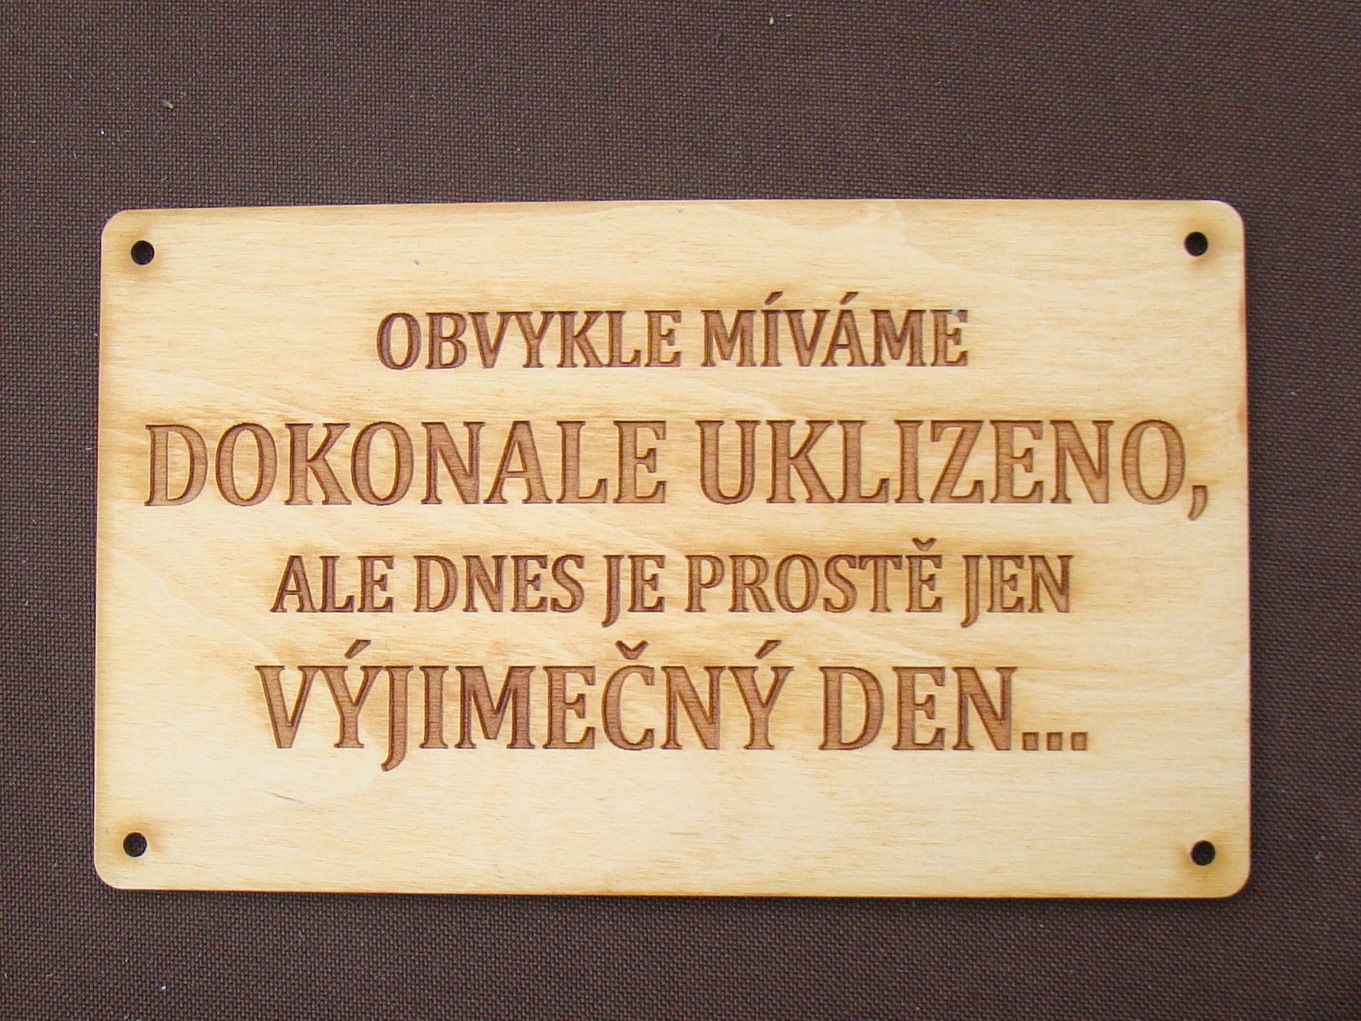 OBVYKLE MÍVÁME
DOKONALE UKLIZENO,
ALE DNES JE PROSTĚ JEN
VÝJIMEČNÝ DEN...